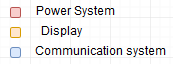 Power System
Display
Communication system